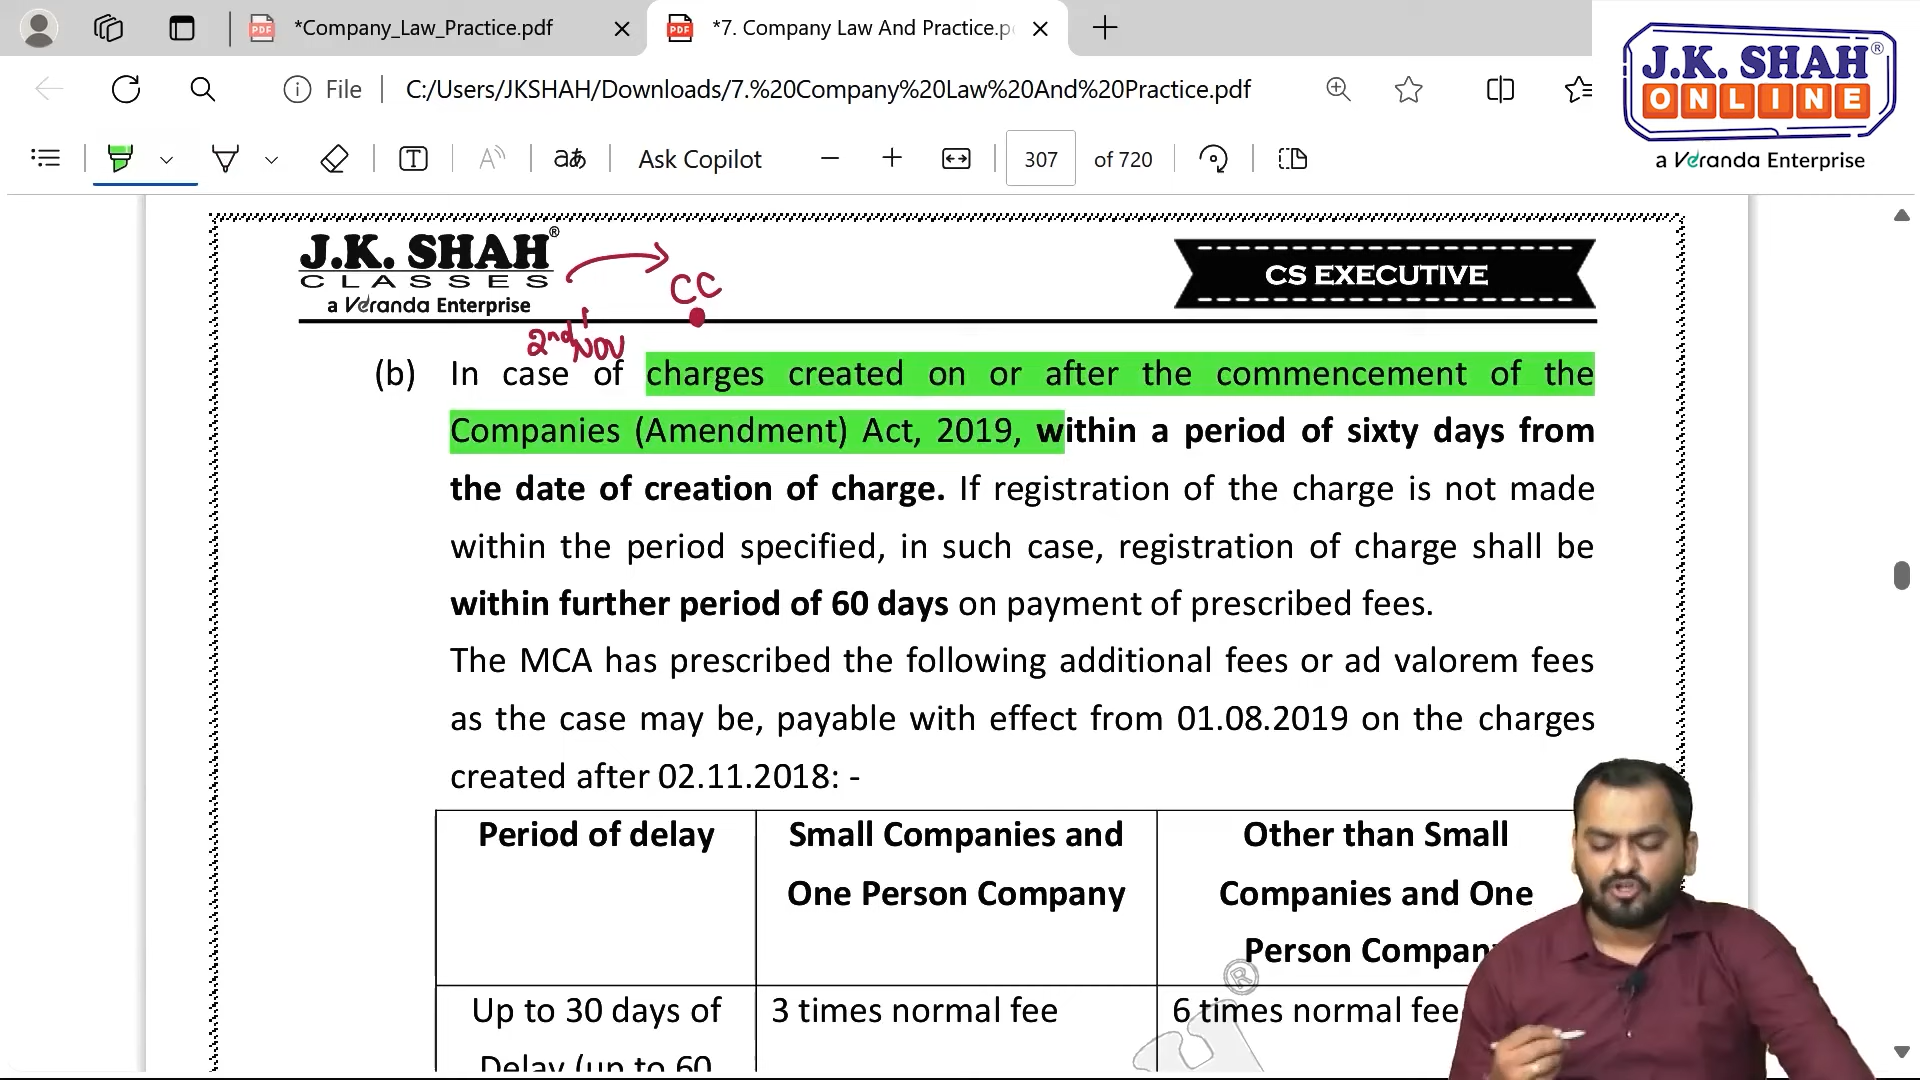 *Company_Law_Practice.pdf
*7. Company Law And Practice.p
File
C:/Users/JKSHAH/Downloads/7.%20Company%20Law%20And%20Practice.pdf
Ask Copilot
307
of 720
J.K. SHAH®
ONLINE
a Veranda Enterprise
J.K. SHAH®
CLASSES
a Veranda Enterprise
CC
2nd Nov
CS EXECUTIVE
(b) In case of charges created on or after the commencement of the
Companies (Amendment) Act, 2019, within a period of sixty days from
the date of creation of charge. If registration of the charge is not made
within the period specified, in such case, registration of charge shall be
within further period of 60 days on payment of prescribed fees.
The MCA has prescribed the following additional fees or ad valorem fees
as the case may be, payable with effect from 01.08.2019 on the charges
created after 02.11.2018: -
Period of delay
Small Companies and
One Person Company
Other than Small
Companies and One
Person Compan
Up to 30 days of
Delay (up to 60
3 times normal fee
6 times normal fee